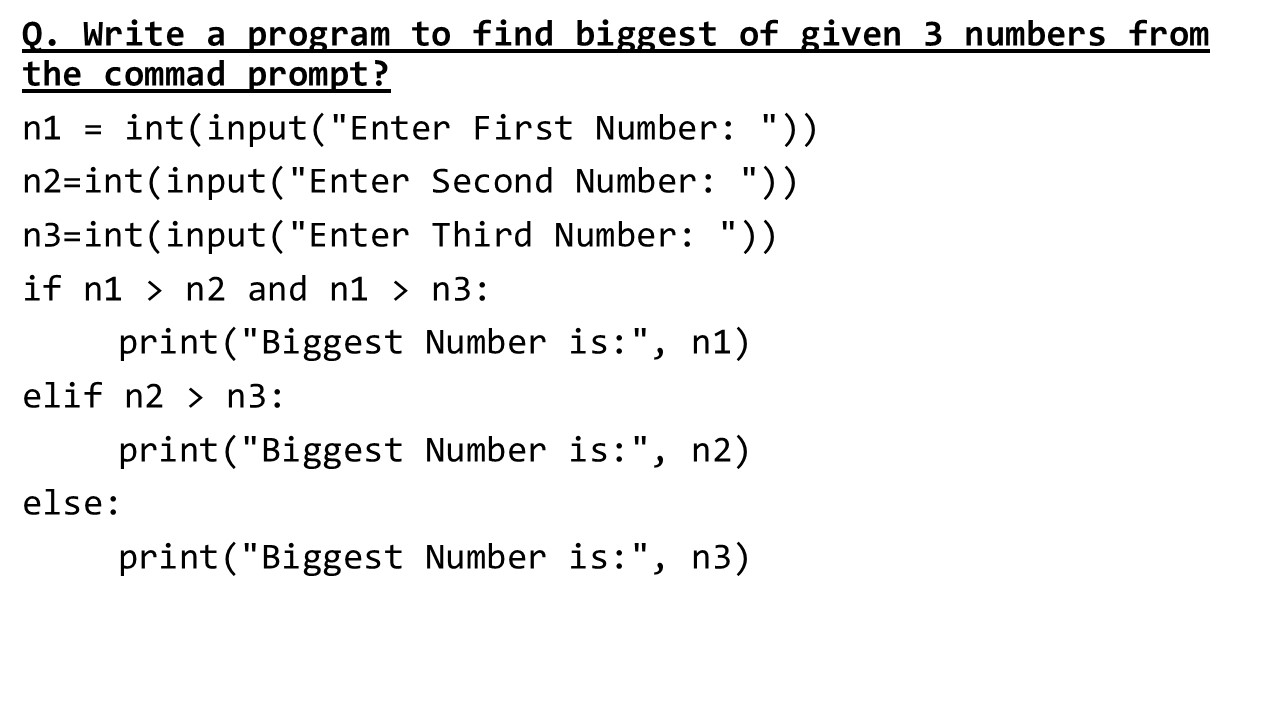 Q. Write a program to find biggest of given 3 numbers from
the commad prompt?
n1 = int(input("Enter First Number: "))
n2=int(input("Enter Second Number: "))
n3=int(input("Enter Third Number: "))
if n1 > n2 and n1 > n3:
print("Biggest Number is:", n1)
elif n2 > n3:
print("Biggest Number is:", n2)
else:
print("Biggest Number is:", n3)